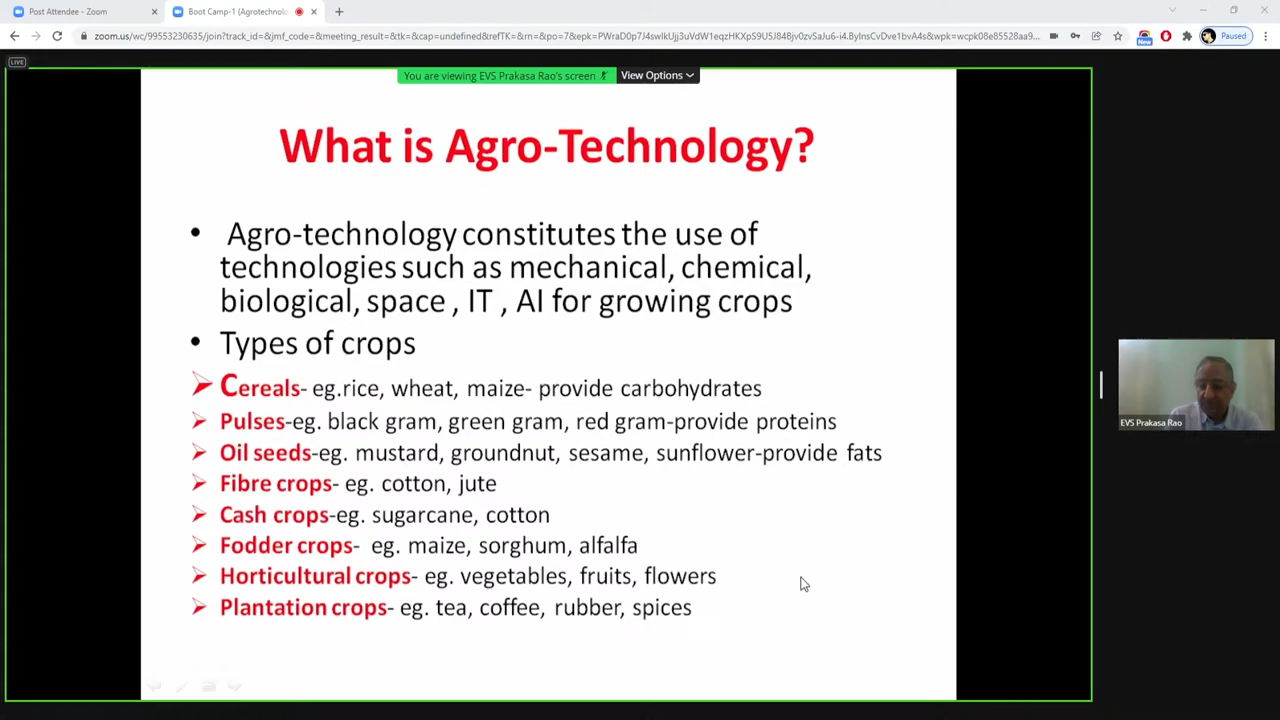 Post Attendee - Zoom
Boot Camp-1 (Agrotechnolo
zoom.us/wc/99553230635/join?track_id=&jmf_code=&meeting_result=&tk=&cap=undefined&refTK=&rn=&po=7&epk=PWraD0p7J4swIkUjj3uVdW1eqzHKXpS9U5J84Bjv0zvSaJu6-i4.ByInsCvDve1bvA4s&wpk=wcpk08e85528aa9...
New
Paused
LIVE
You are viewing EVS Prakasa Rao's screen
View Options
What is Agro-Technology?
• Agro-technology constitutes the use of
technologies such as mechanical, chemical,
biological, space , IT , AI for growing crops
• Types of crops
Cereals- eg.rice, wheat, maize- provide carbohydrates
Pulses-eg. black gram, green gram, red gram-provide proteins
Oil seeds-eg. mustard, groundnut, sesame, sunflower-provide fats
Fibre crops- eg. cotton, jute
Cash crops-eg. sugarcane, cotton
Fodder crops- eg. maize, sorghum, alfalfa
Horticultural crops- eg. vegetables, fruits, flowers
Plantation crops- eg. tea, coffee, rubber, spices
EVS Prakasa Rao